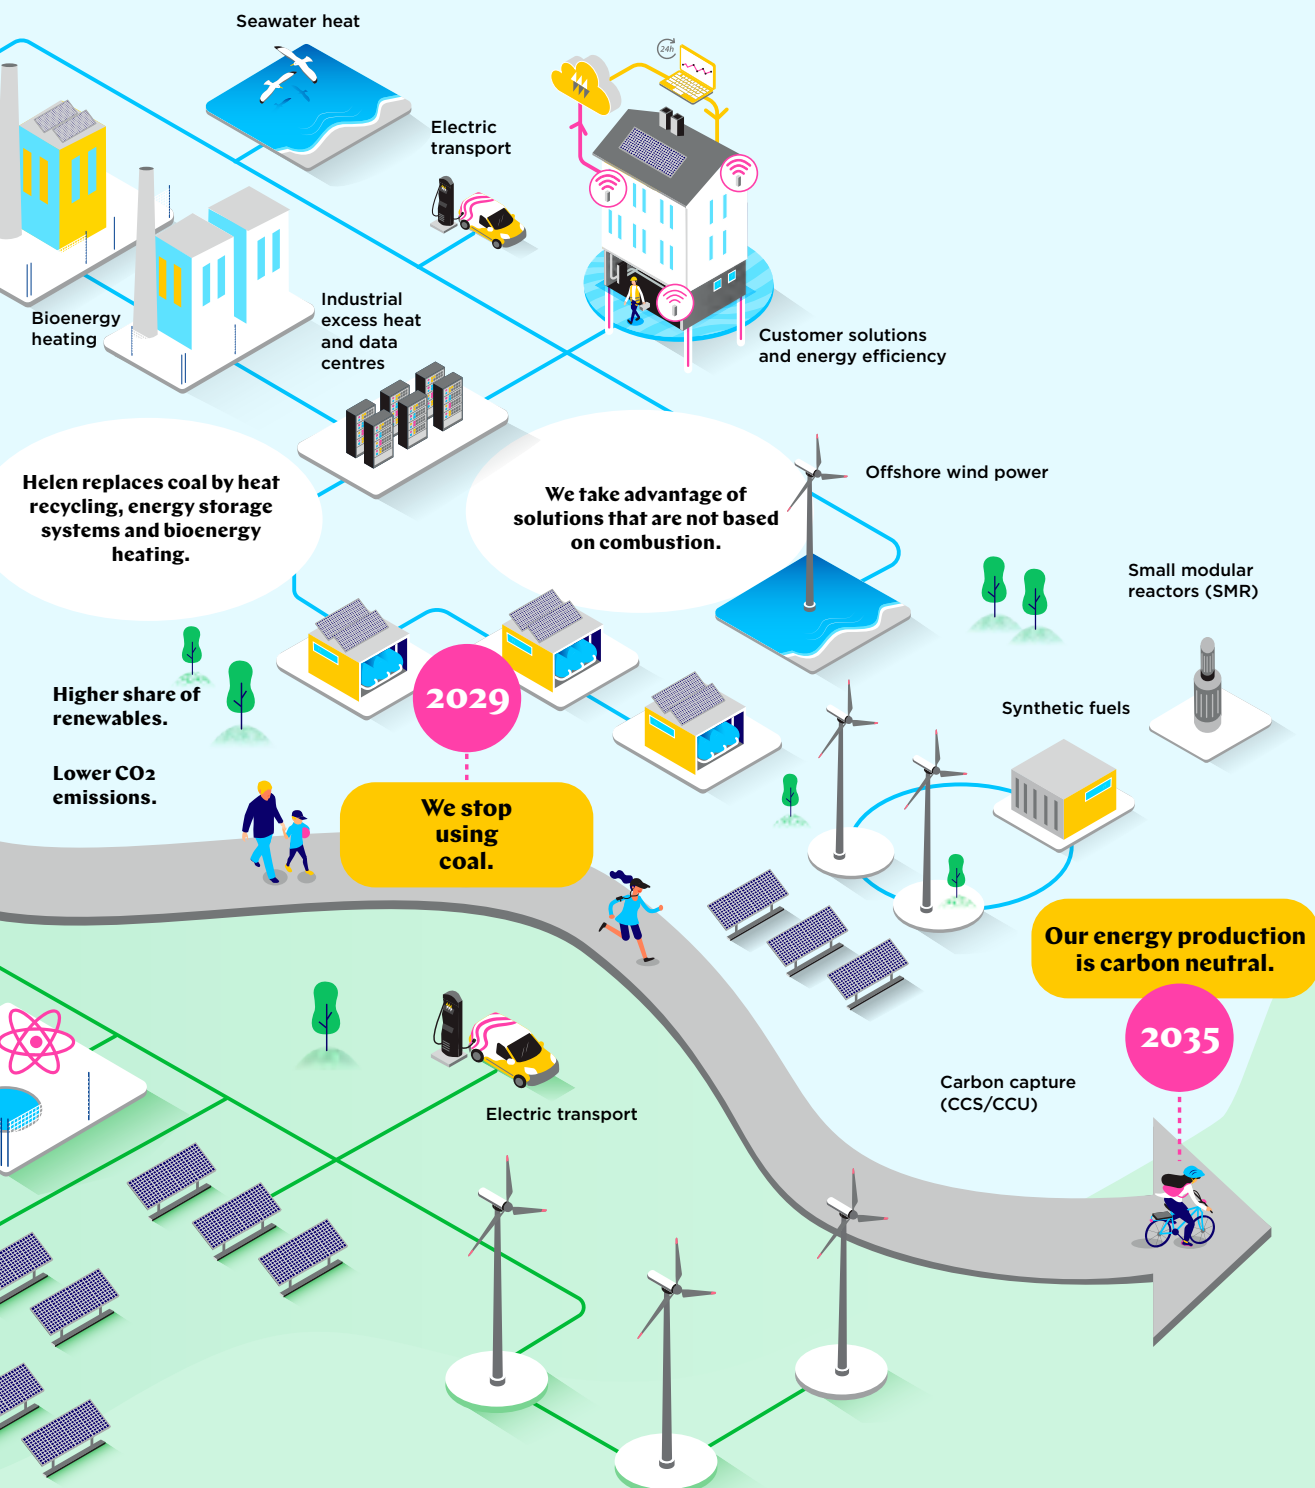 Seawater heat
24h
Electric
transport
Bioenergy
heating
Industrial
excess heat
and data
centres
Customer solutions
and energy efficiency
Helen replaces coal by heat
recycling, energy storage
systems and bioenergy
heating.
We take advantage of
solutions that are not based
on combustion.
Offshore wind power
Small modular
reactors (SMR)
Higher share of
renewables.
2029
Synthetic fuels
Lower CO2
emissions.
We stop
using
coal.
Our energy production
is carbon neutral.
2035
Carbon capture
(CCS/CCU)
Electric transport